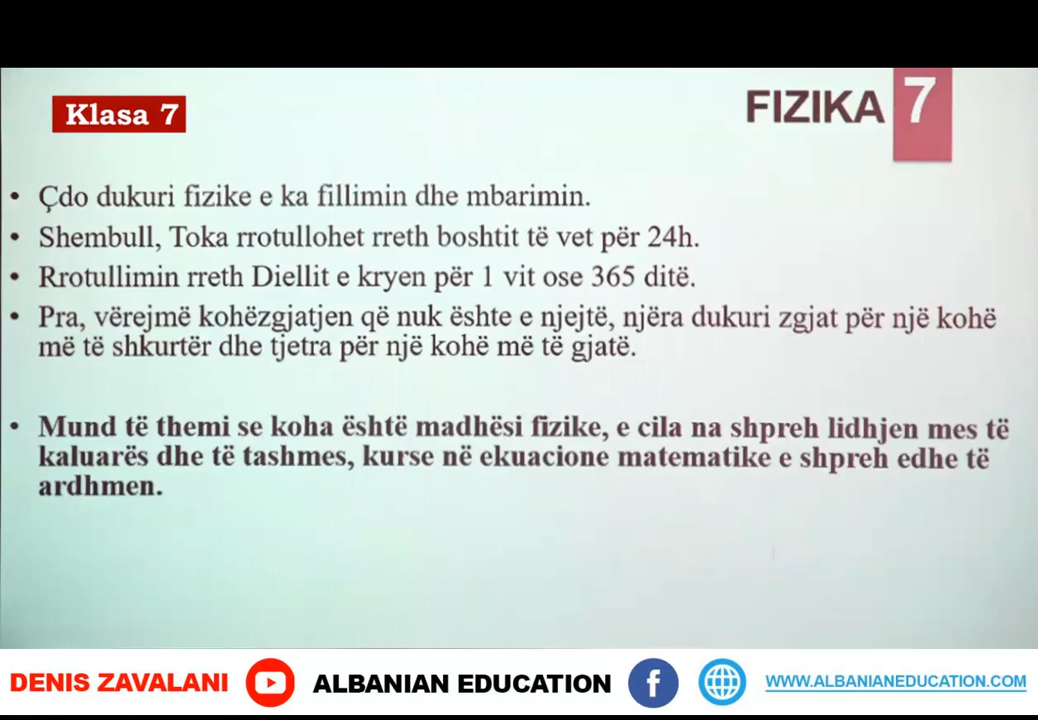 Klasa 7
FIZIKA 7
• Çdo dukuri fizike e ka fillimin dhe mbarimin.
• Shembull, Toka rrotullohet rreth boshtit të vet për 24h.
• Rrotullimin rreth Diellit e kryen për 1 vit ose 365 ditë.
• Pra, vërejmë kohëzgjatjen që nuk është e njejtë, njëra dukuri zgjat për një kohë
më të shkurtër dhe tjetra për një kohë më të gjatë.
• Mund të themi se koha është madhësi fizike, e cila na shpreh lidhjen mes të
kaluarës dhe të tashmes, kurse në ekuacione matematike e shpreh edhe të
ardhmen.
DENIS ZAVALANI ALBANIAN EDUCATION f WWW.ALBANIANEDUCATION.COM